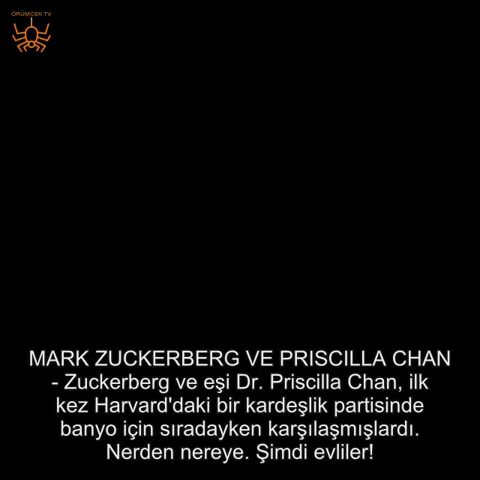 ÖRÜMCEK TV
MARK ZUCKERBERG VE PRISCILLA CHAN
- Zuckerberg ve eşi Dr. Priscilla Chan, ilk
kez Harvard'daki bir kardeşlik partisinde
banyo için sıradayken karşılaşmışlardı.
Nerden nereye. Şimdi evliler!